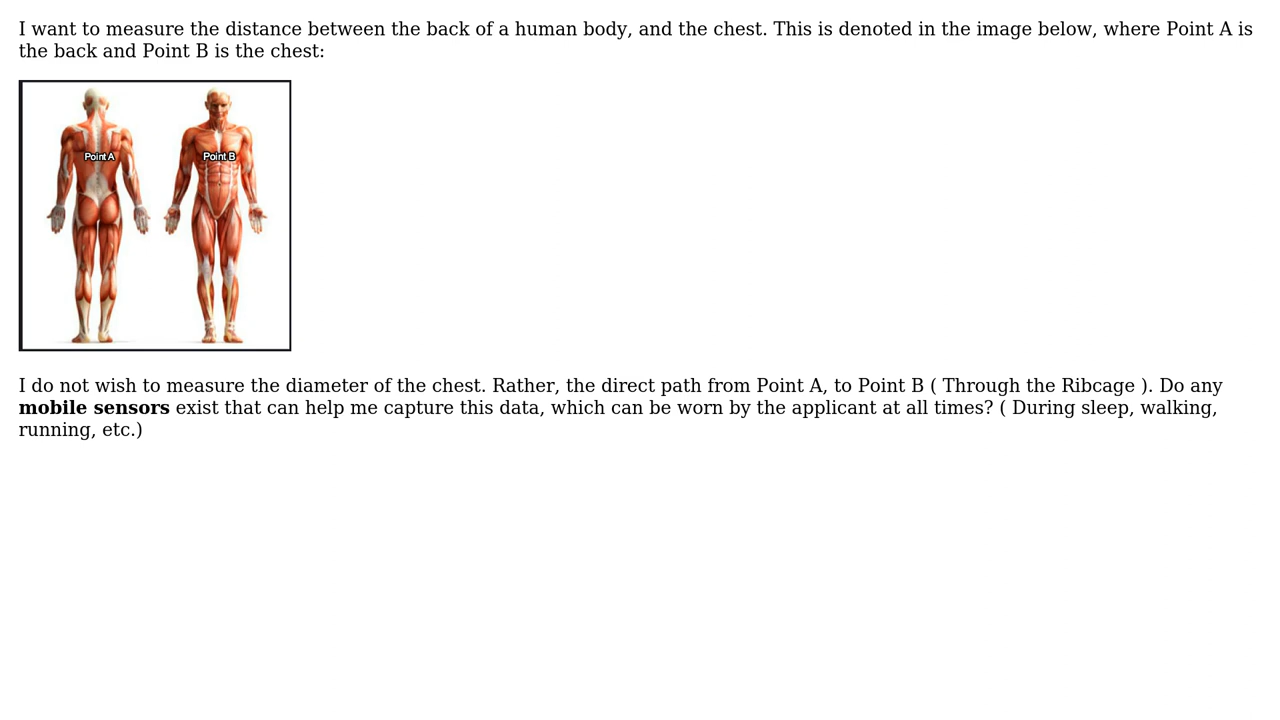 I want to measure the distance between the back of a human body, and the chest. This is denoted in the image below, where Point A is
the back and Point B is the chest:
Point A
Point B
I do not wish to measure the diameter of the chest. Rather, the direct path from Point A, to Point B ( Through the Ribcage ). Do any
mobile sensors exist that can help me capture this data, which can be worn by the applicant at all times? ( During sleep, walking,
running, etc.)